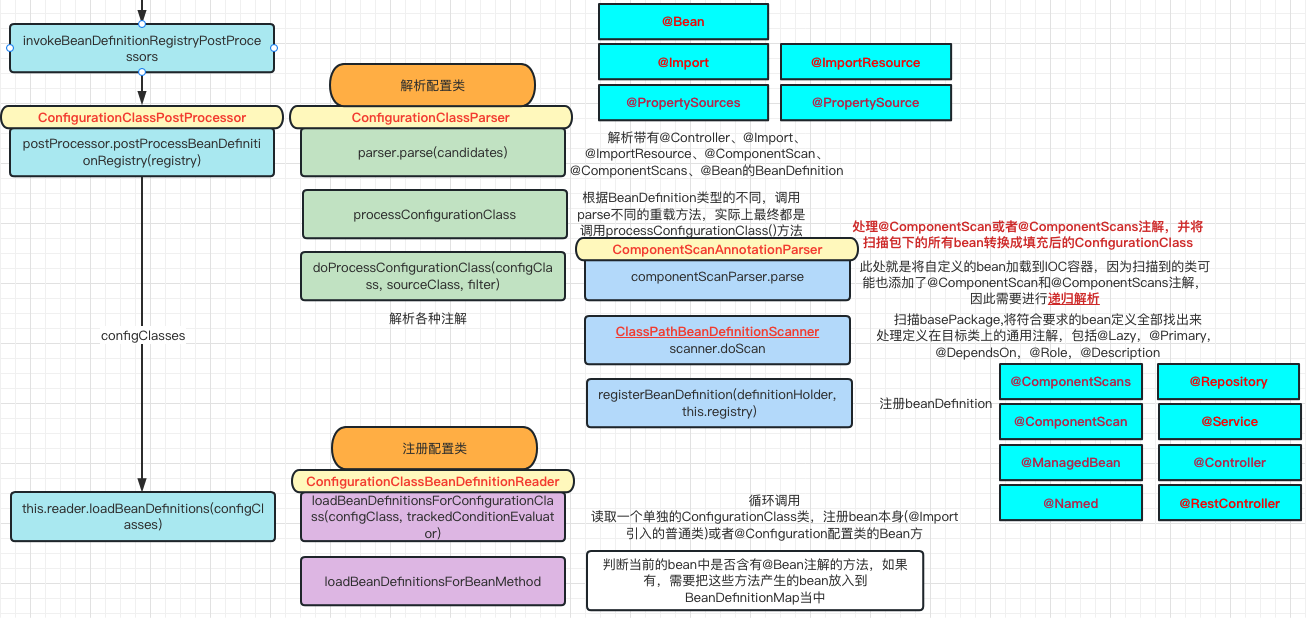 invokeBeanDefinitionRegistryPostProce
ssors
ConfigurationClassPostProcessor
postProcessor.postProcessBeanDefiniti
onRegistry(registry)
configClasses
this.reader.loadBeanDefinitions(configCl
asses)
解析配置类
ConfigurationClassParser
parser.parse(candidates)
processConfigurationClass
doProcessConfigurationClass(configCla
ss, sourceClass, filter)
解析各种注解
@Bean
@Import
@ImportResource
@PropertySources
@PropertySource
解析带有@Controller、@Import、
@ImportResource、@ComponentScan、
@ComponentScans、@Bean的BeanDefinition
根据BeanDefinition类型的不同，调用
parse不同的重载方法，实际上最终都是
调用processConfigurationClass()方法
ComponentScanAnnotationParser
componentScanParser.parse
处理@ComponentScan或者@ComponentScans注解，并将
扫描包下的所有bean转换成填充后的ConfigurationClass
此处就是将自定义的bean加载到IOC容器，因为扫描到的类可
能也添加了@ComponentScan和@ComponentScans注解，
因此需要进行递归解析
ClassPathBeanDefinitionScanner
scanner.doScan
扫描basePackage,将符合要求的bean定义全部找出来
处理定义在目标类上的通用注解，包括@Lazy，@Primary，
@DependsOn，@Role，@Description
registerBeanDefinition(definitionHolder,
this.registry)
注册beanDefinition
@ComponentScans
@Repository
@ComponentScan
@Service
@ManagedBean
@Controller
@Named
@RestController
注册配置类
ConfigurationClassBeanDefinitionReader
loadBeanDefinitionsForConfigurationCla
ss(configClass, trackedConditionEvaluat
or)
循环调用
读取一个单独的ConfigurationClass类，注册bean本身(@Import
引入的普通类)或者@Configuration配置类的Bean方
loadBeanDefinitionsForBeanMethod
判断当前的bean中是否含有@Bean注解的方法，如果
有，需要把这些方法产生的bean放入到
BeanDefinitionMap当中